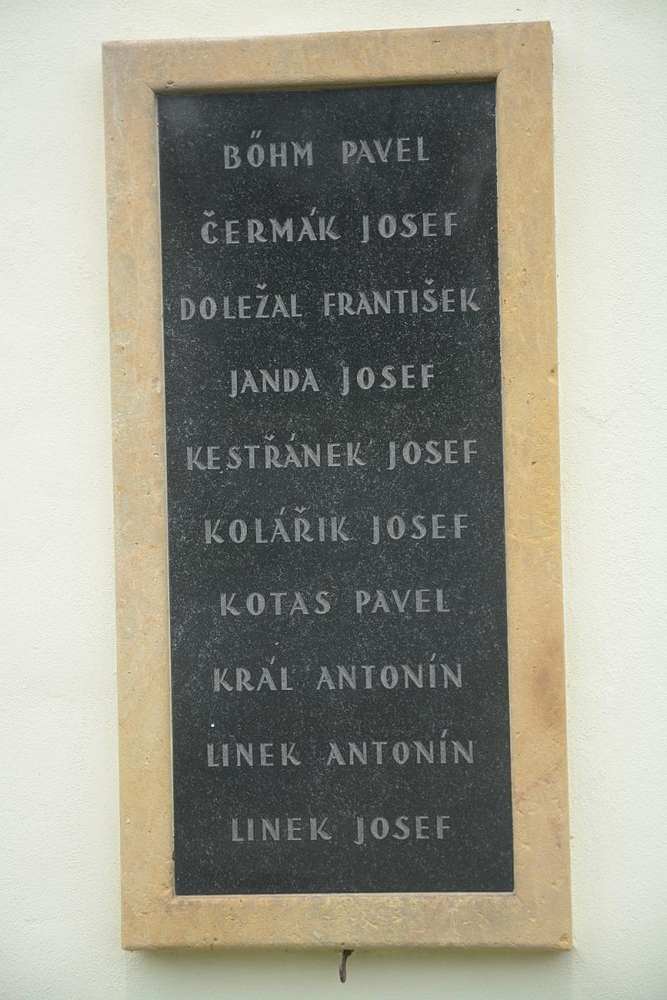 BŐHM PAVEL
ČERMÁK JOSEF
DOLEŽAL FRANTIŠEK
JANDA JOSEF
KESTŘÁNEK JOSEF
KOLÁŘIK JOSEF
KOTAS PAVEL
KRÁL ANTONÍN
LINEK ANTONÍN
LINEK JOSEF